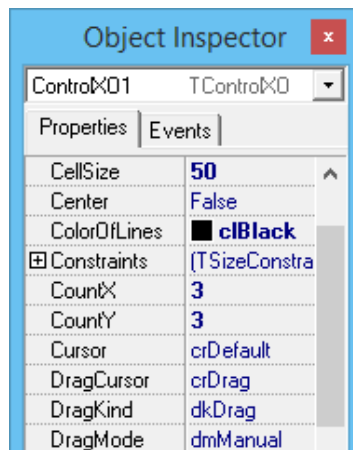 Object Inspector x
ControlXO1 TControlXO
Properties Events
CellSize 50
Center False
ColorOfLines clBlack
Constraints (TSizeConstra
CountX 3
CountY 3
Cursor crDefault
DragCursor crDrag
DragKind dkDrag
DragMode dmManual